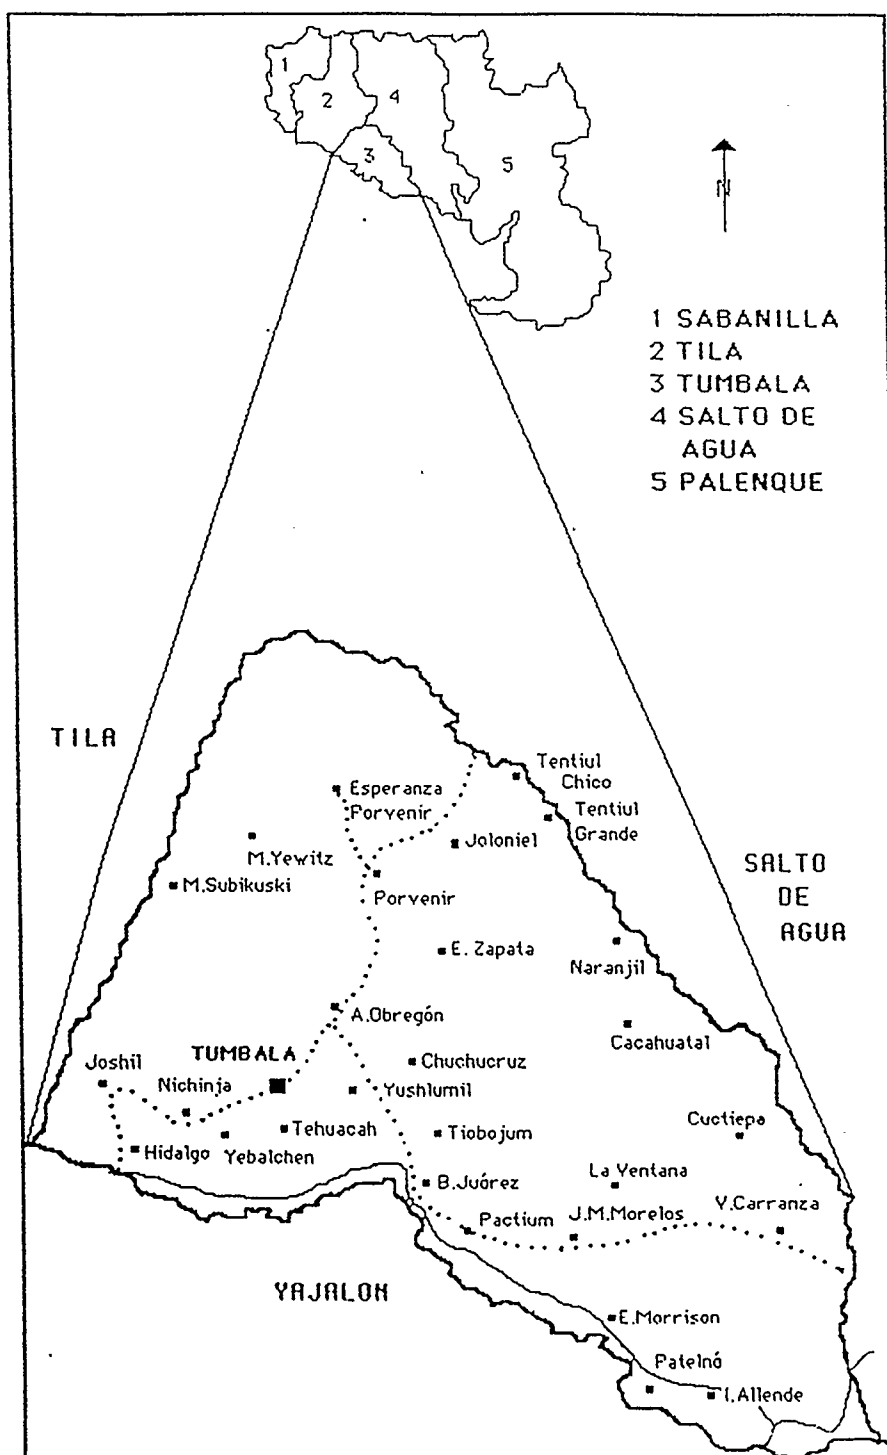 1
2
4
3
5
N
1 SABANILLA
2 TILA
3 TUMBALA
4 SALTO DE
AGUA
5 PALENQUE
TILA
Tentiul
Chico
Esperanza
Porvenir
Tentiul
Grande
Joloniel
M.Yewitz
M.Subikuski
Porvenir
SALTO
DE
AGUA
E. Zapata
Naranjil
A.Obregón
Cacahuatal
TUMBALA
Joshil
Chuchucruz
Nichinja
Yushlumil
Cuctiepa
Tehuacah
Tiobojum
Hidalgo
Yebalchen
La Ventana
B.Juárez
V.Carranza
Pactium
J.M.Morelos
YAJALON
E.Morrison
Patelnó
I.Allende